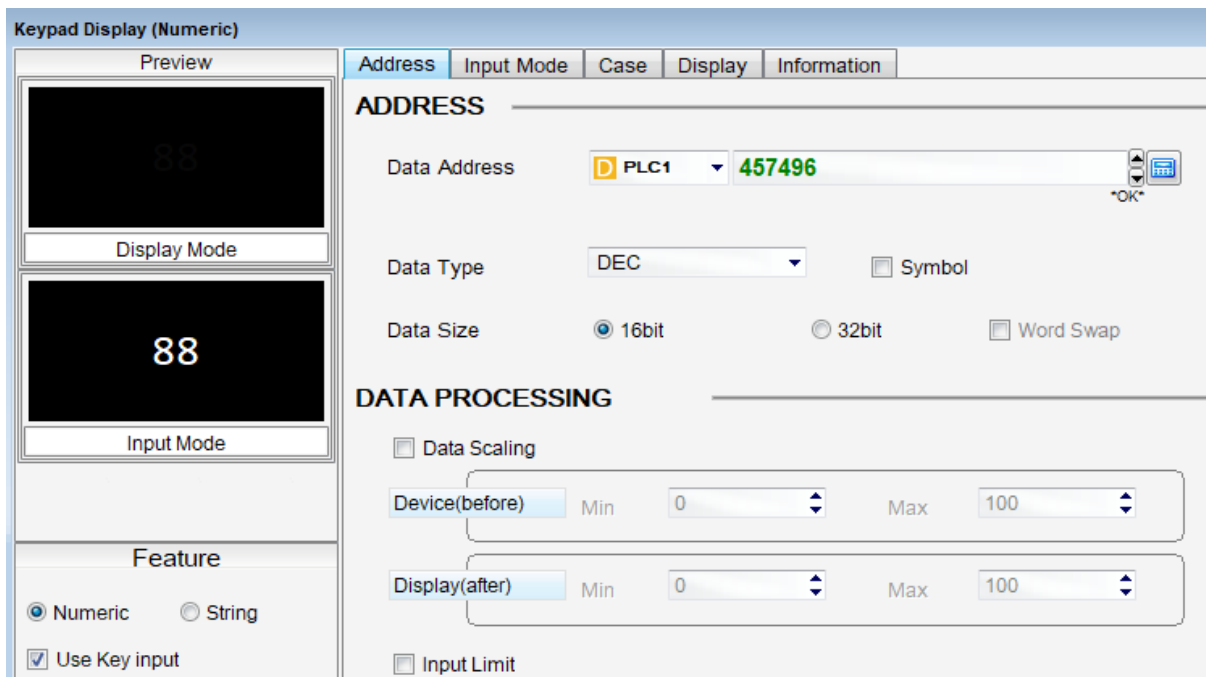 Keypad Display (Numeric)
Preview
88
Display Mode
88
Input Mode
Feature
Numeric String
Use Key input
Address Input Mode Case Display Information
ADDRESS
Data Address D PLC1 457496
*OK*
Data Type DEC Symbol
Data Size 16bit 32bit Word Swap
DATA PROCESSING
Data Scaling
Device(before) Min 0 Max 100
Display(after) Min 0 Max 100
Input Limit